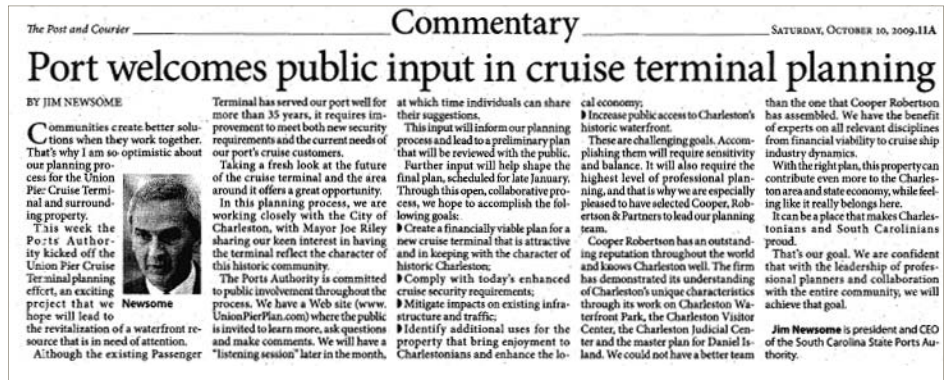 The Post and Courier
Commentary
SATURDAY, OCTOBER 10, 2009.11A
Port welcomes public input in cruise terminal planning
BY JIM NEWSOME
Communities create better solu-
tions when they work together.
That's why I am so optimistic about
our planning pro-
cess for the Union
Pier Cruise Termi-
nal and surround-
ing property.
This week the
Ports Author-
ity kicked off the
Union Pier Cruise
Terminal planning
effort, an exciting
project that we
hope will lead to
Newsome
the revitalization of a waterfront re-
source that is in need of attention.
Although the existing Passenger
Terminal has served our port well for
more than 35 years, it requires im-
provement to meet both new security
requirements and the current needs of
our port's cruise customers.
Taking a fresh look at the future
of the cruise terminal and the area
around it offers a great opportunity.
In this planning process, we are
working closely with the City of
Charleston, with Mayor Joe Riley
sharing our keen interest in having
the terminal reflect the character of
this historic community.
The Ports Authority is committed
to public involvement throughout the
process. We have a Web site (www.
UnionPierPlan.com) where the public
is invited to learn more, ask questions
and make comments. We will have a
"listening session" later in the month,
at which time individuals can share
their suggestions.
This input will inform our planning
process and lead to a preliminary plan
that will be reviewed with the public.
Further input will help shape the
final plan, scheduled for late January.
Through this open, collaborative pro-
cess, we hope to accomplish the fol-
lowing goals:
Create a financially viable plan for a
new cruise terminal that is attractive
and in keeping with the character of
historic Charleston;
Comply with today's enhanced
cruise security requirements;
Mitigate impacts on existing infra-
structure and traffic;
Identify additional uses for the
property that bring enjoyment to
Charlestonians and enhance the lo-
cal economy;
Increase public access to Charleston's
historic waterfront.
These are challenging goals. Accom-
plishing them will require sensitivity
and balance. It will also require the
highest level of professional plan-
ning, and that is why we are especially
pleased to have selected Cooper, Rob-
ertson & Partners to lead our planning
team.
Cooper Robertson has an outstand-
ing reputation throughout the world
and knows Charleston well. The firm
has demonstrated its understanding
of Charleston's unique characteristics
through its work on Charleston Wa-
terfront Park, the Charleston Visitor
Center, the Charleston Judicial Cen-
ter and the master plan for Daniel Is-
land. We could not have a better team
than the one that Cooper Robertson
has assembled. We have the benefit
of experts on all relevant disciplines
from financial viability to cruise ship
industry dynamics.
With the right plan, this property can
contribute even more to the Charles-
ton area and state economy, while feel-
ing like it really belongs here.
It can be a place that makes Charles-
tonians and South Carolinians
proud.
That's our goal. We are confident
that with the leadership of profes-
sional planners and collaboration
with the entire community, we will
achieve that goal.
Jim Newsome is president and CEO
of the South Carolina State Ports Au-
thority.